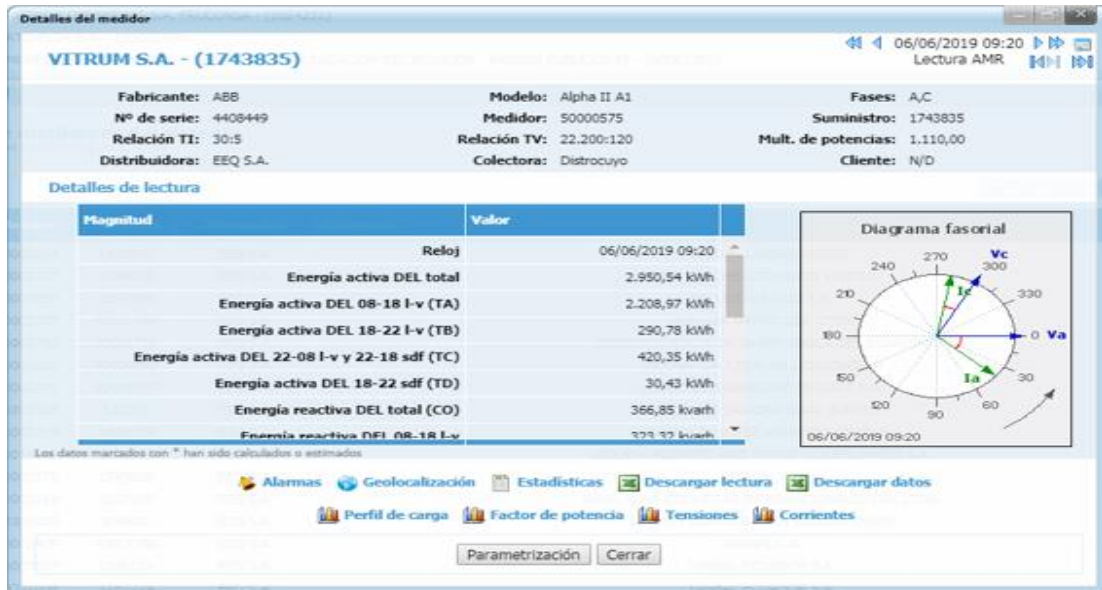 Detalles del medidor
VITRUM S.A. - (1743835)
06/06/2019 09:20
Lectura AMR
Fabricante: ABB Modelo: Alpha II A1 Fases: A,C
Nº de serie: 4408449 Medidor: 50000575 Suministro: 1743835
Relación TI: 30:5 Relación TV: 22.200:120 Mult. de potencias: 1.110,00
Distribuidora: EEQ S.A. Colectora: Distrocuyo Cliente: N/D
Detalles de lectura
Magnitud Valor
Reloj 06/06/2019 09:20
Energía activa DEL total 2.950,54 kWh
Energía activa DEL 08-18 l-v (TA) 2.208,97 kWh
Energía activa DEL 18-22 l-v (TB) 290,78 kWh
Energía activa DEL 22-08 l-v y 22-18 sdf (TC) 420,35 kWh
Energía activa DEL 18-22 sdf (TD) 30,43 kWh
Energía reactiva DEL total (CO) 366,85 kvarh
Energía reactiva DEL 08-18 l-v 323,32 kvarh
Diagrama fasorial
270 Vc
240 300
Ic
210 330
180 0 Va
150 Ia 30
120 60
90
06/06/2019 09:20
Los datos marcados con * han sido calculados o estimados
Alarmas Geolocalización Estadísticas Descargar lectura Descargar datos
Perfil de carga Factor de potencia Tensiones Corrientes
Parametrización Cerrar